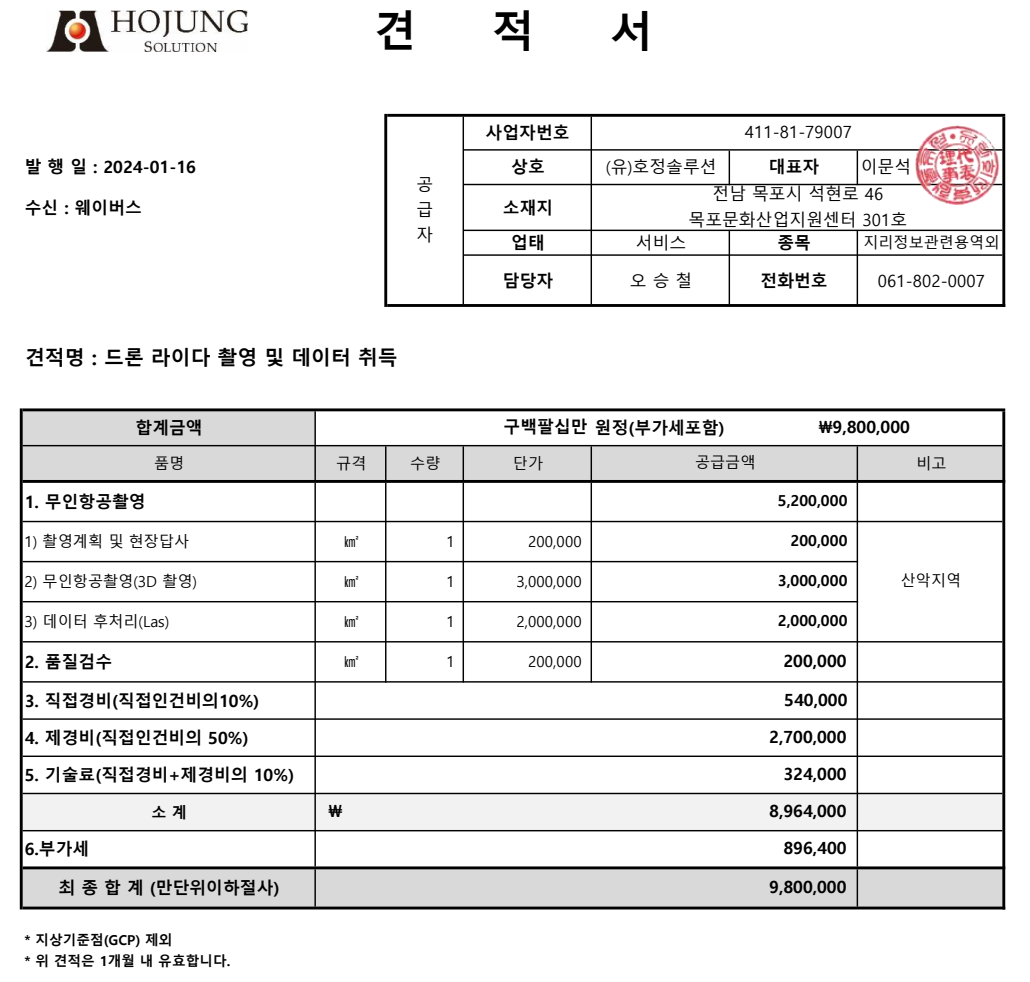 HOJUNG
SOLUTION
견 적 서
발 행 일 : 2024-01-16
수신 : 웨이버스
공급자
사업자번호 411-81-79007
상호 (유)호정솔루션 대표자 이문석
소재지 전남 목포시 석현로 46
목포문화산업지원센터 301호
업태 서비스 종목 지리정보관련용역외
담당자 오 승 철 전화번호 061-802-0007
견적명 : 드론 라이다 촬영 및 데이터 취득
합계금액 구백팔십만 원정(부가세포함) ₩9,800,000
품명 규격 수량 단가 공급금액 비고
1. 무인항공촬영 5,200,000
1) 촬영계획 및 현장답사 ㎢ 1 200,000 200,000
2) 무인항공촬영(3D 촬영) ㎢ 1 3,000,000 3,000,000 산악지역
3) 데이터 후처리(Las) ㎢ 1 2,000,000 2,000,000
2. 품질검수 ㎢ 1 200,000 200,000
3. 직접경비(직접인건비의10%) 540,000
4. 제경비(직접인건비의 50%) 2,700,000
5. 기술료(직접경비+제경비의 10%) 324,000
소 계 ₩ 8,964,000
6.부가세 896,400
최 종 합 계 (만단위이하절사) 9,800,000
* 지상기준점(GCP) 제외
* 위 견적은 1개월 내 유효합니다.